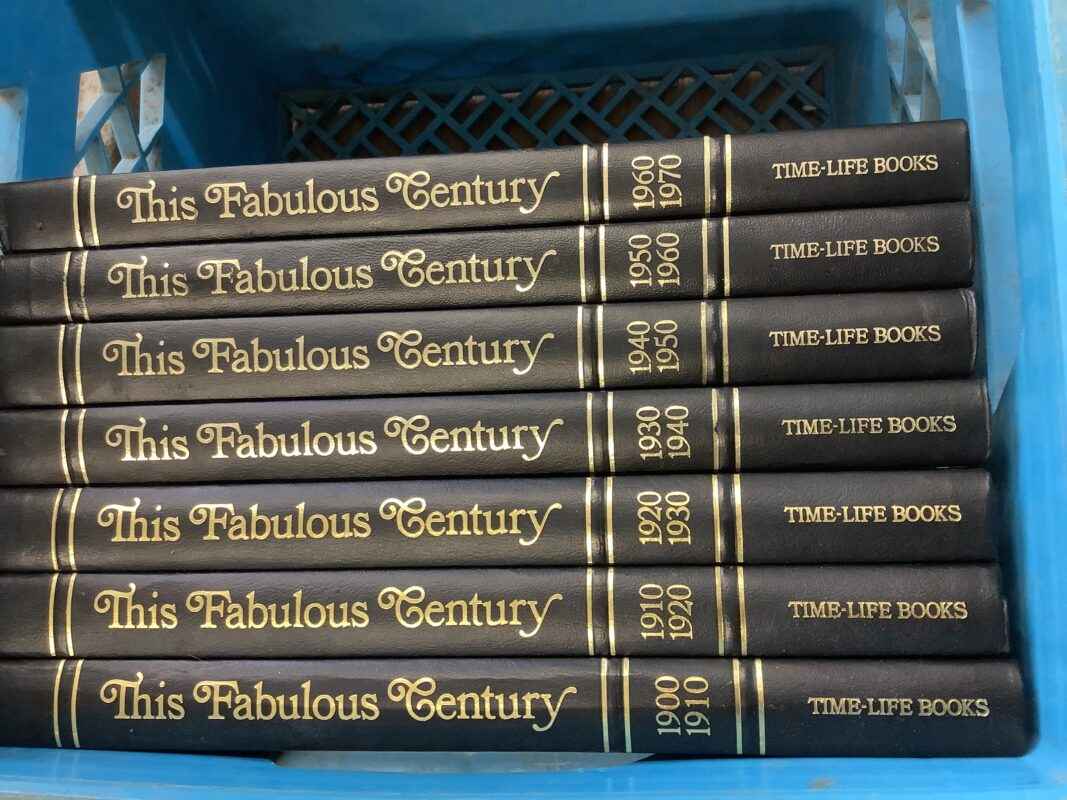 This Fabulous Century 1960 1970 TIME-LIFE BOOKS
This Fabulous Century 1950 1960 TIME-LIFE BOOKS
This Fabulous Century 1940 1950 TIME-LIFE BOOKS
This Fabulous Century 1930 1940 TIME-LIFE BOOKS
This Fabulous Century 1920 1930 TIME-LIFE BOOKS
This Fabulous Century 1910 1920 TIME-LIFE BOOKS
This Fabulous Century 1900 1910 TIME-LIFE BOOKS